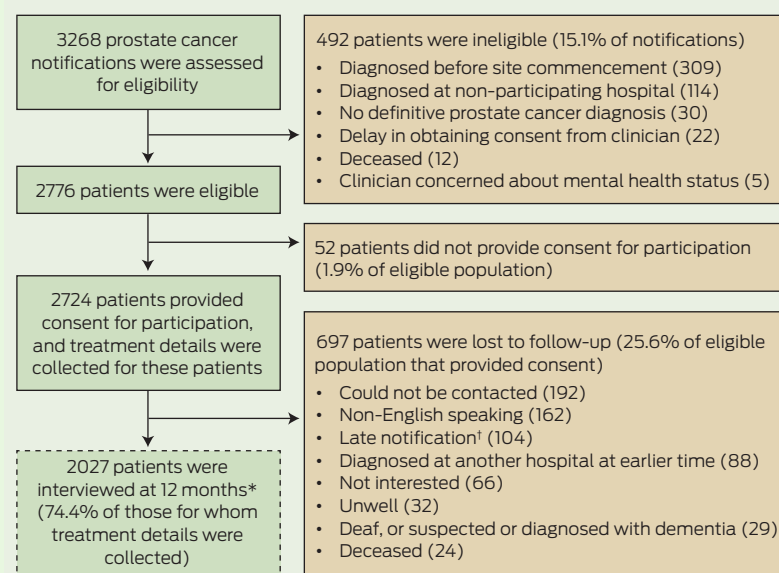 3268 prostate cancer
notifications were assessed
for eligibility
492 patients were ineligible (15.1% of notifications)
• Diagnosed before site commencement (309)
• Diagnosed at non-participating hospital (114)
• No definitive prostate cancer diagnosis (30)
• Delay in obtaining consent from clinician (22)
• Deceased (12)
• Clinician concerned about mental health status (5)
2776 patients were eligible
52 patients did not provide consent for participation
(1.9% of eligible population)
2724 patients provided
consent for participation,
and treatment details were
collected for these patients
697 patients were lost to follow-up (25.6% of eligible
population that provided consent)
• Could not be contacted (192)
• Non-English speaking (162)
• Late notification† (104)
• Diagnosed at another hospital at earlier time (88)
• Not interested (66)
• Unwell (32)
• Deaf, or suspected or diagnosed with dementia (29)
• Deceased (24)
2027 patients were
interviewed at 12 months*
(74.4% of those for whom
treatment details were
collected)